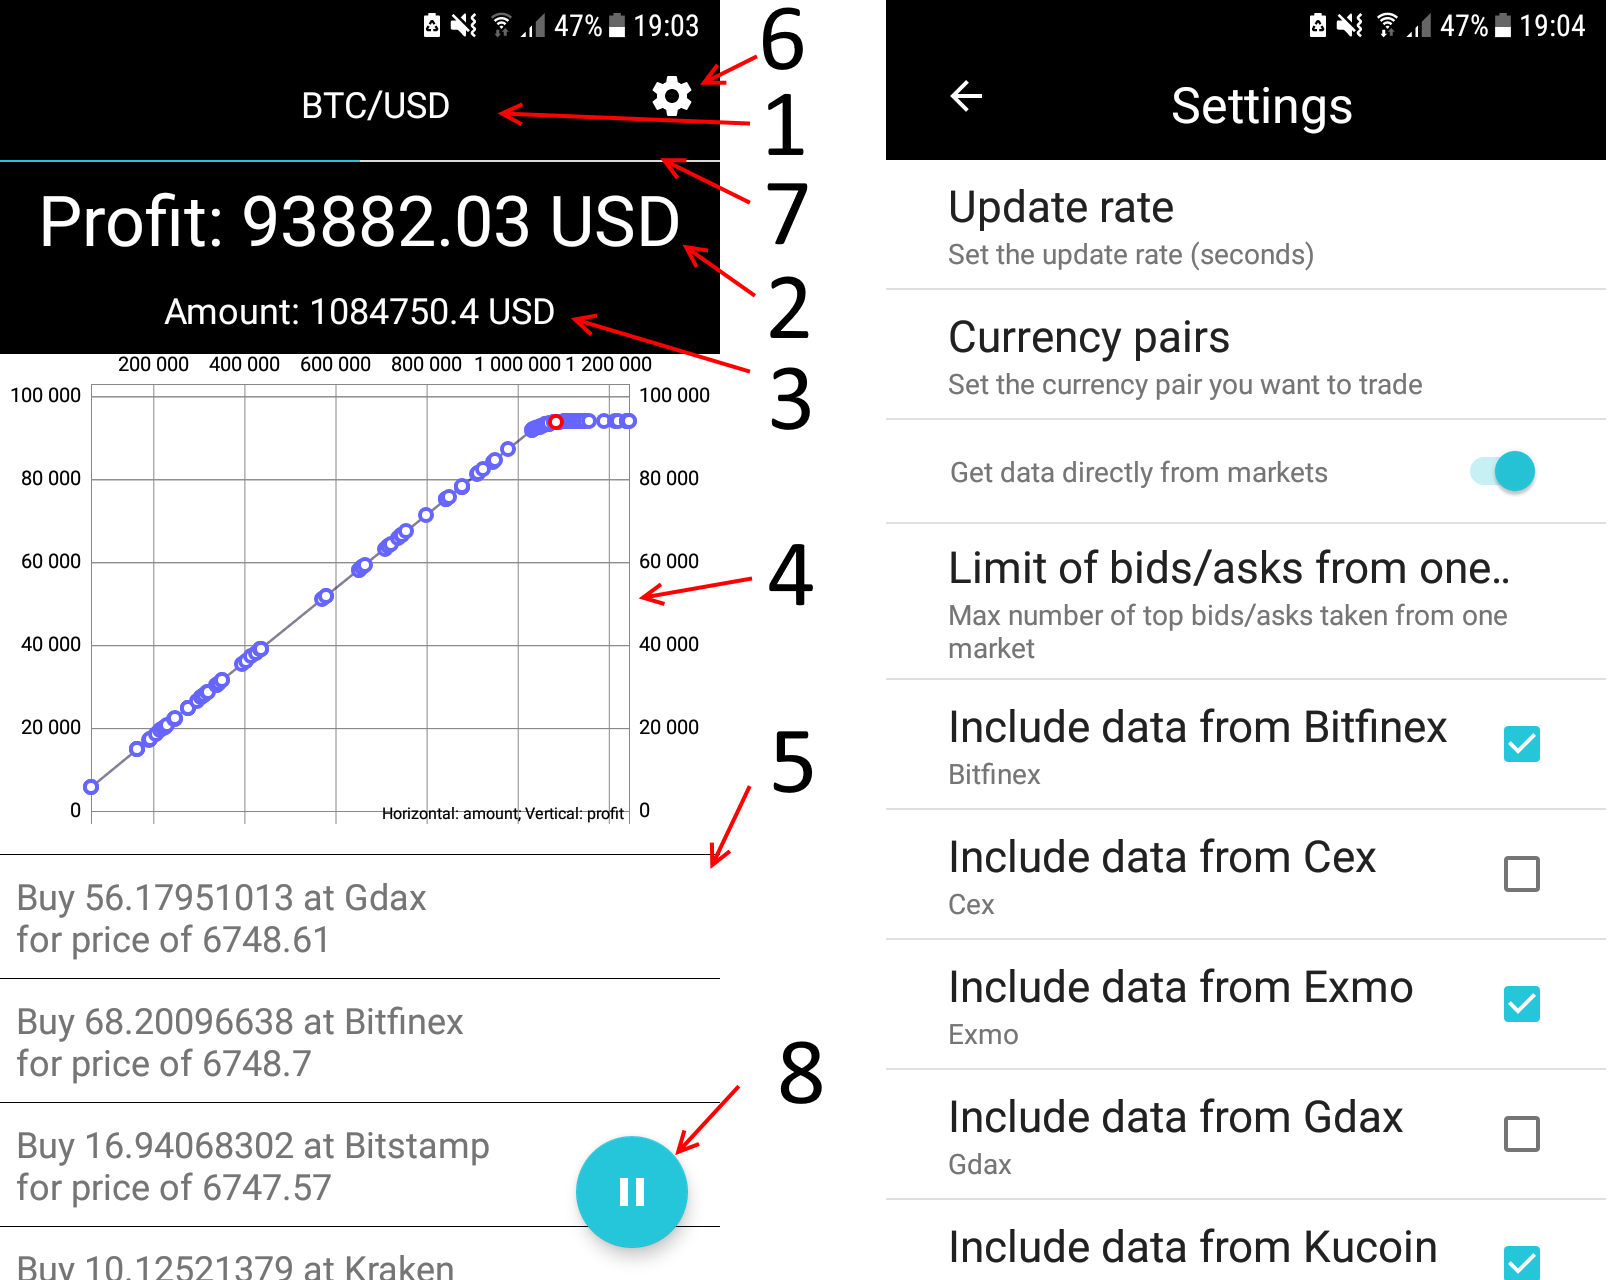 47% 19:03
BTC/USD
Profit: 93882.03 USD
Amount: 1084750.4 USD
200 000 400 000 600 000 800 000 1 000 000 1 200 000
100 000 100 000
80 000 80 000
60 000 60 000
40 000 40 000
20 000 20 000
0 0
Horizontal: amount; Vertical: profit
Buy 56.17951013 at Gdax
for price of 6748.61
Buy 68.20096638 at Bitfinex
for price of 6748.7
Buy 16.94068302 at Bitstamp
for price of 6747.57
Buy 10.12521379 at Kraken
6
1
7
2
3
4
5
8
47% 19:04
Settings
Update rate
Set the update rate (seconds)
Currency pairs
Set the currency pair you want to trade
Get data directly from markets
Limit of bids/asks from one..
Max number of top bids/asks taken from one
market
Include data from Bitfinex
Bitfinex
Include data from Cex
Cex
Include data from Exmo
Exmo
Include data from Gdax
Gdax
Include data from Kucoin